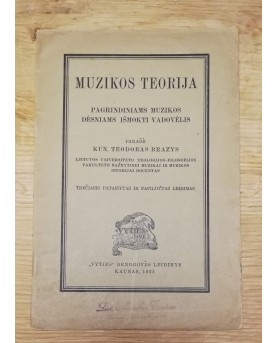 MUZIKOS TEORIJA
PAGRINDINIAMS MUZIKOS
DĖSNIAMS IŠMOKTI VADOVĖLIS
PARAŠĖ
KUN. TEODORAS BRAZYS
LIETUVOS UNIVERSITETO TEOLOGIJOS-FILOSOFIJOS
FAKULTETO BAŽNYTINEI MUZIKAI IR MUZIKOS
ISTORIJAI DOCENTAS
TREČIASIS PATAISYTAS IR PAPILDYTAS LEIDIMAS
VYTIES
„VYTIES“ BENDROVĖS LEIDINYS
KAUNAS,